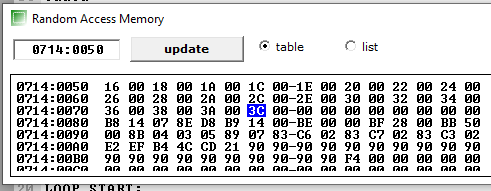 Random Access Memory
0714:0050 update table list
0714:0050 16 00 18 00 1A 00 1C 00-1E 00 20 00 22 00 24 00
0714:0060 26 00 28 00 2A 00 2C 00-2E 00 30 00 32 00 34 00
0714:0070 36 00 38 00 3A 00 3C 00-00 00 00 00 00 00 00 00
0714:0080 B8 14 07 8E D8 B9 14 00-BE 00 00 BF 28 00 BB 50
0714:0090 00 8B 04 03 05 89 07 83-C6 02 83 C7 02 83 C3 02
0714:00A0 E2 EF B4 4C CD 21 90 90-90 90 90 90 90 90 90 90
0714:00B0 90 90 90 90 90 90 90 90-90 90 F4 00 00 00 00 00
20 LOOP START: